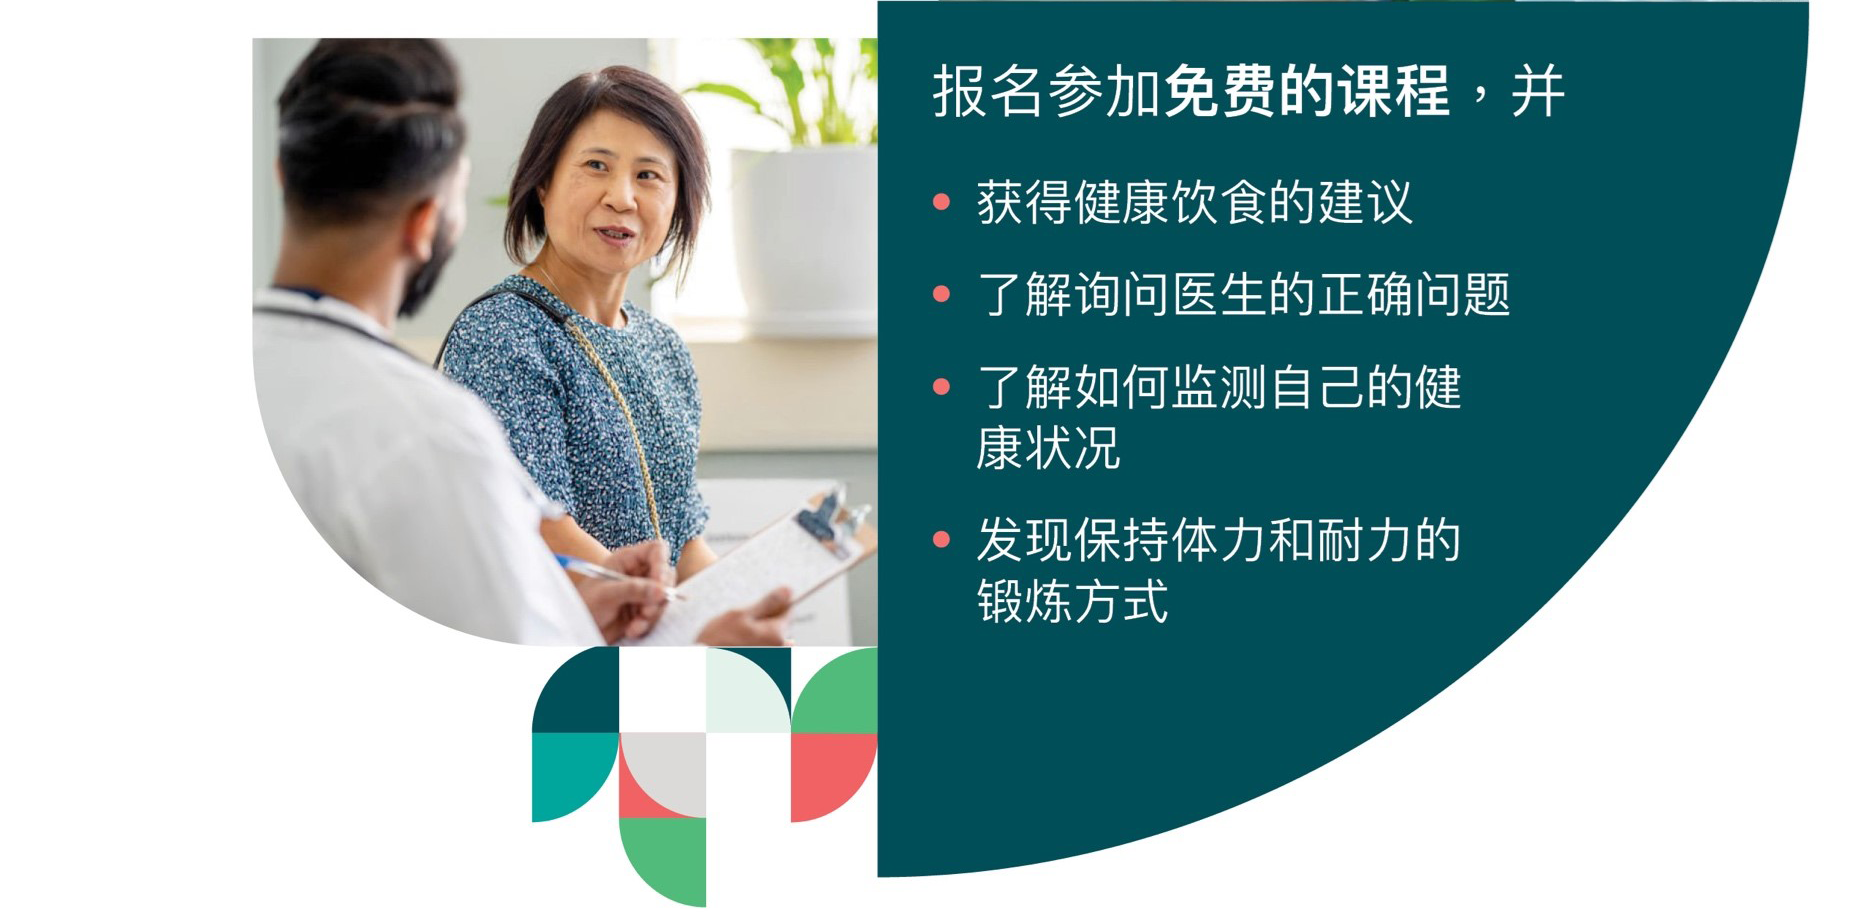 报名参加免费的课程，并
获得健康饮食的建议
了解询问医生的正确问题
了解如何监测自己的健
康状况
发现保持体力和耐力的
锻炼方式